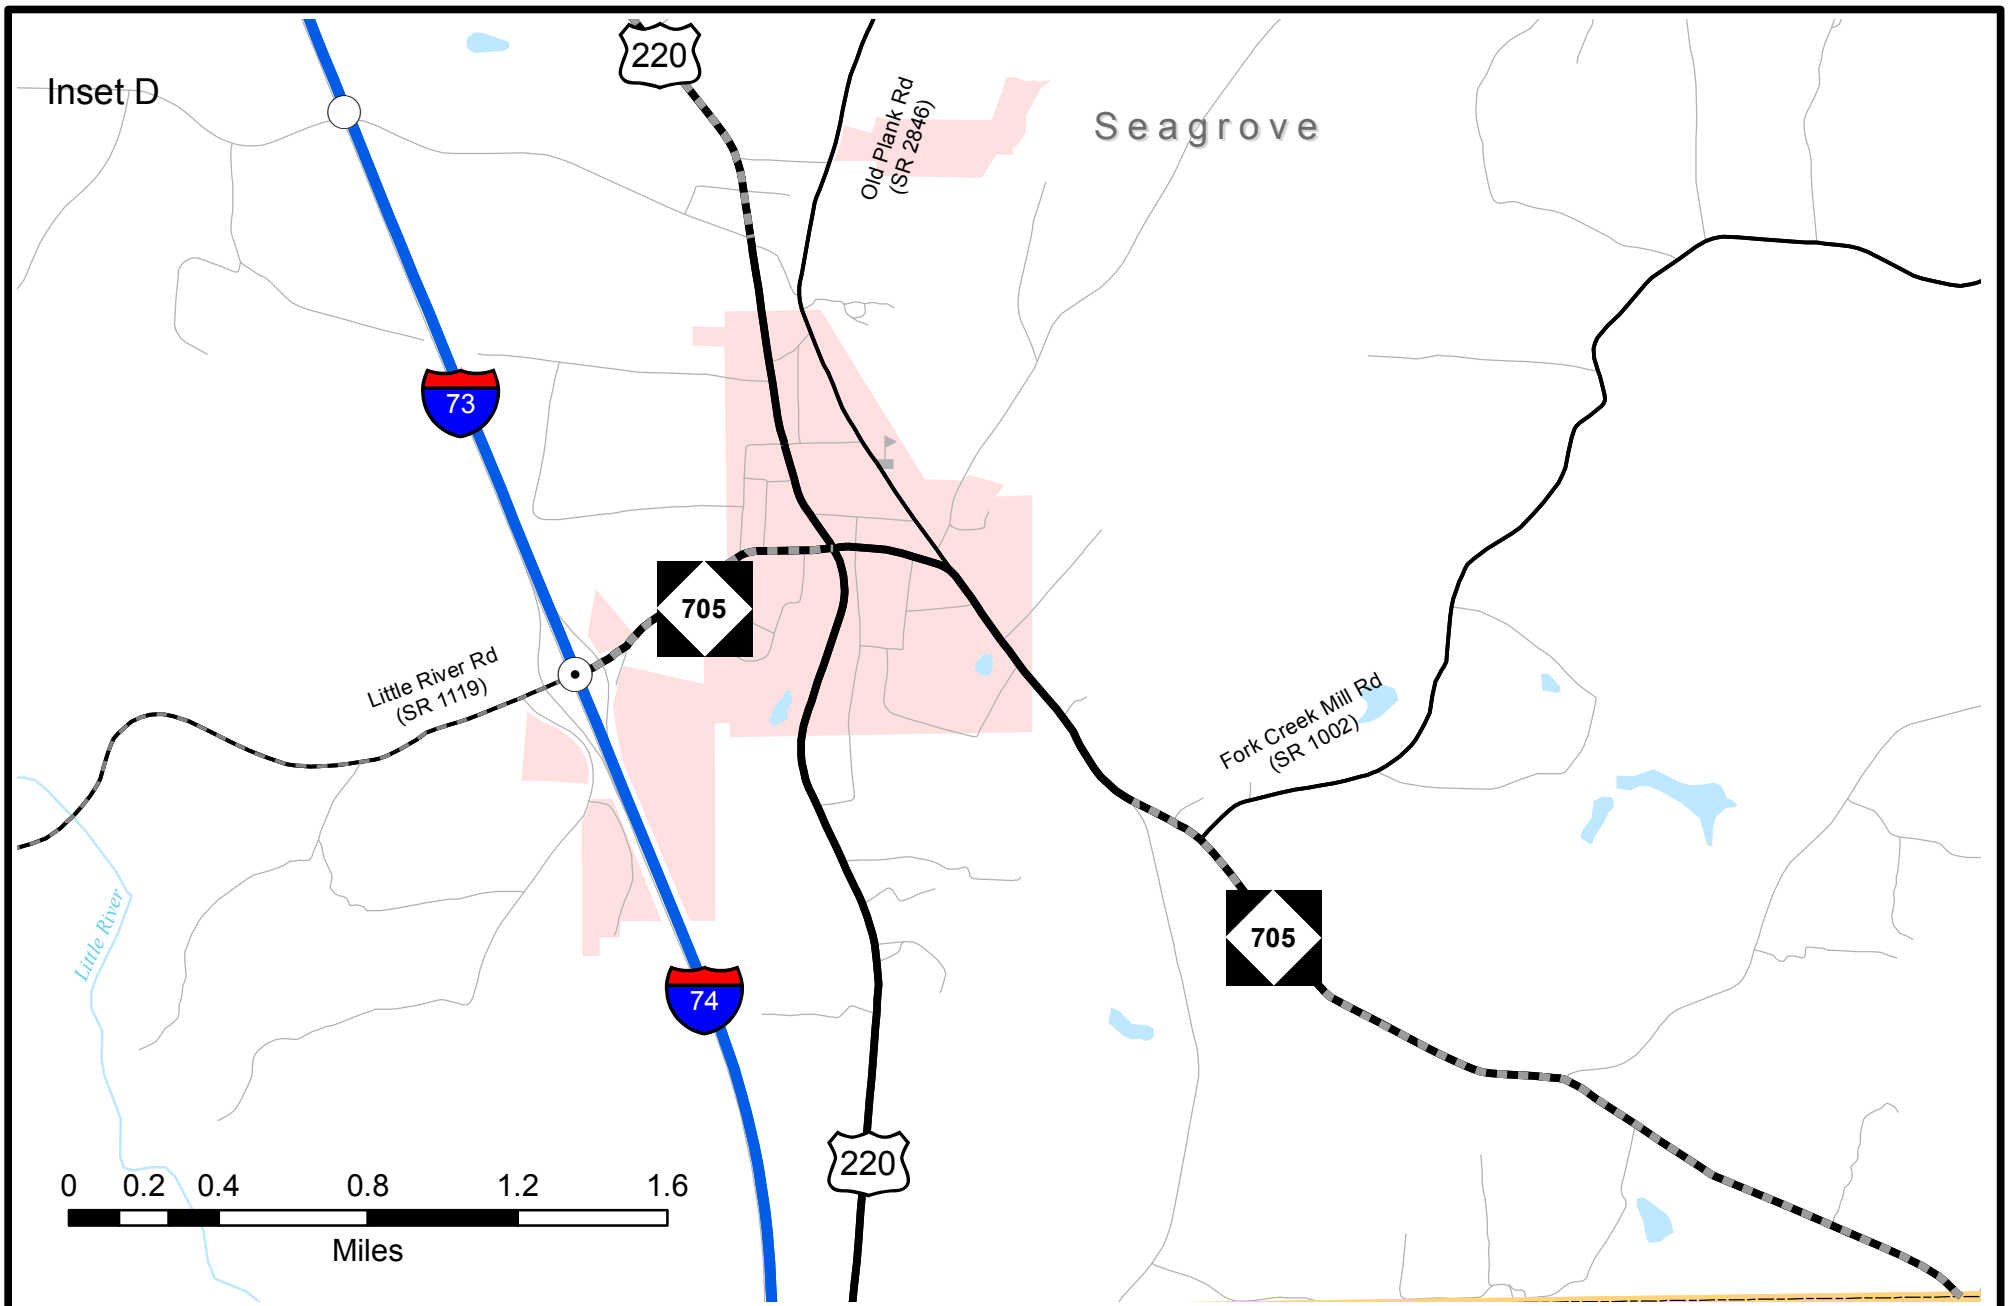 220
Inset D
Old Plank Rd
(SR 2846)
Seagrove
73
705
Little River Rd
(SR 1119)
Fork Creek Mill Rd
(SR 1002)
Little River
705
74
220
0 0.2 0.4 0.8 1.2 1.6
Miles